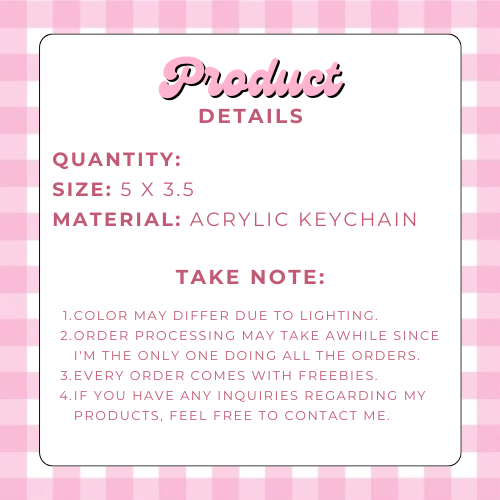 Product
DETAILS
QUANTITY:
SIZE: 5 X 3.5
MATERIAL: ACRYLIC KEYCHAIN
TAKE NOTE:
1.COLOR MAY DIFFER DUE TO LIGHTING.
2.ORDER PROCESSING MAY TAKE AWHILE SINCE
I'M THE ONLY ONE DOING ALL THE ORDERS.
3.EVERY ORDER COMES WITH FREEBIES.
4.IF YOU HAVE ANY INQUIRIES REGARDING MY
PRODUCTS, FEEL FREE TO CONTACT ME.